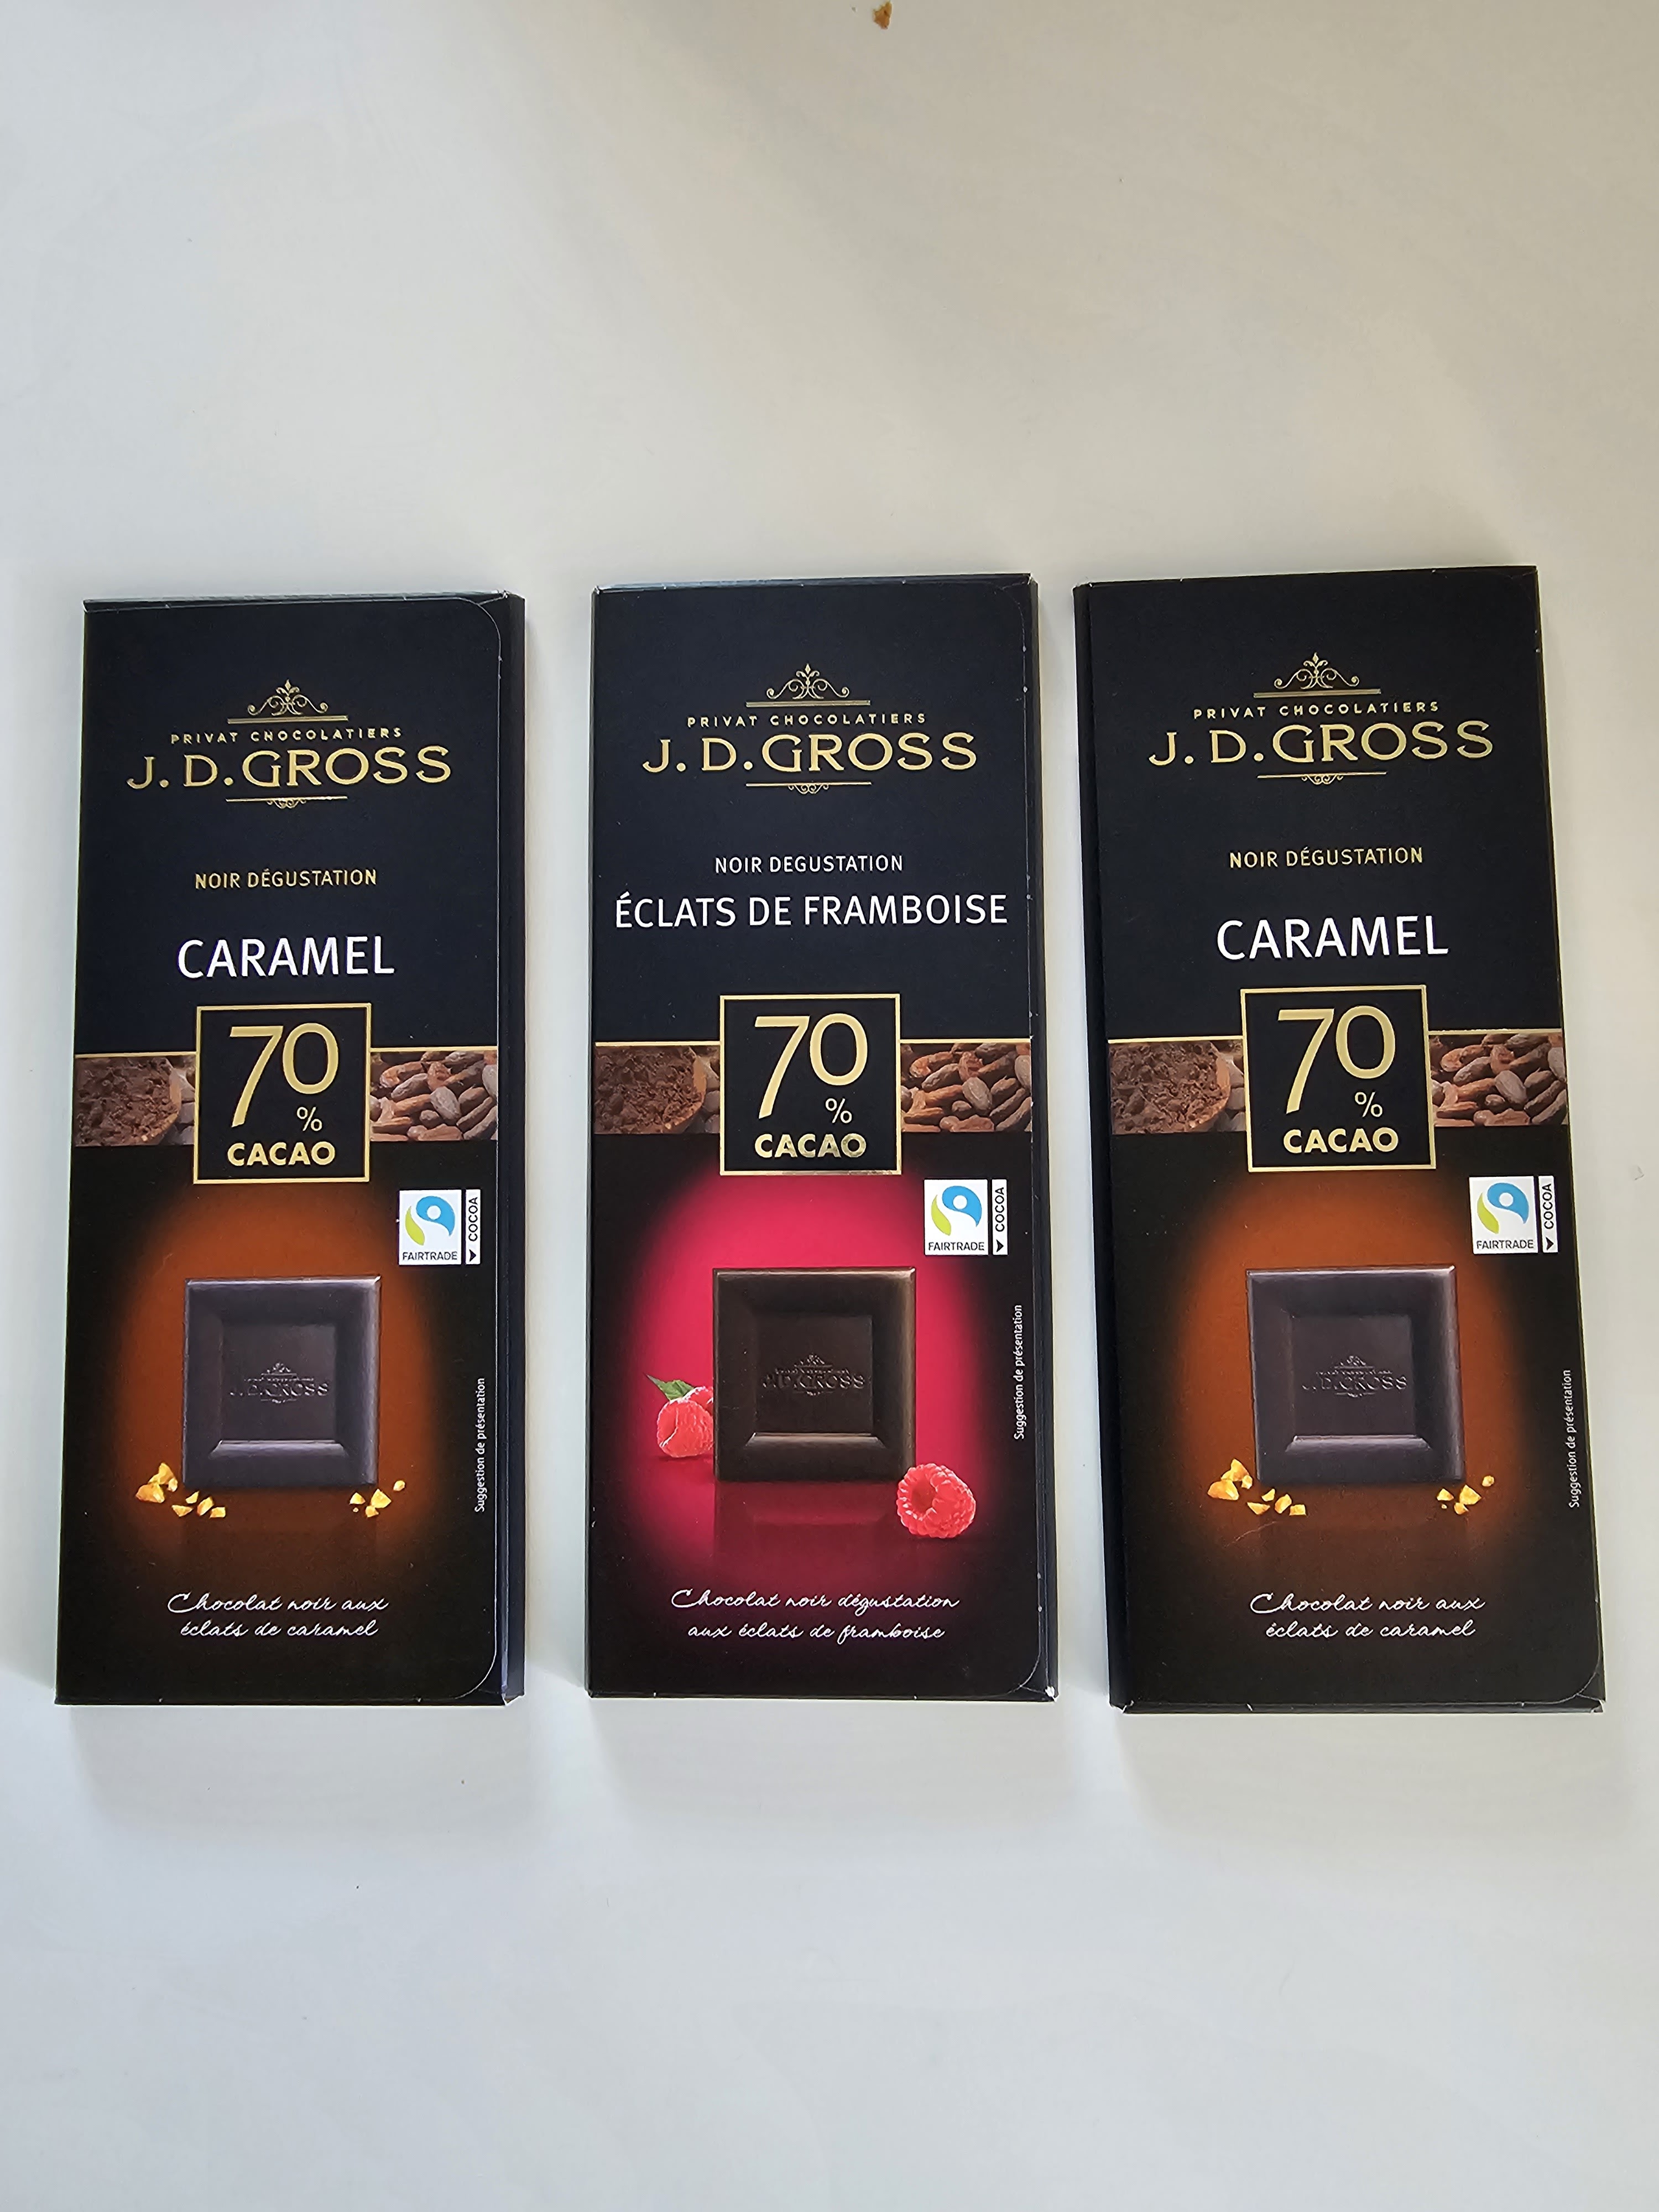 PRIVAT CHOCOLATIERS
J. D. GROSS
NOIR DÉGUSTATION
CARAMEL
70
%
CACAO
FAIRTRADE
◄ COCOA
J.D.GROSS
Suggestion de présentation
Chocolat noir aux
éclats de caramel
PRIVAT CHOCOLATIERS
J. D. GROSS
NOIR DEGUSTATION
ÉCLATS DE FRAMBOISE
70
%
CACAO
FAIRTRADE
◄ COCOA
J.D.GROSS
Suggestion de présentation
Chocolat noir dégustation
aux éclats de framboise
PRIVAT CHOCOLATIERS
J. D. GROSS
NOIR DÉGUSTATION
CARAMEL
70
%
CACAO
FAIRTRADE
◄ COCOA
J.D.GROSS
Suggestion de présentation
Chocolat noir aux
éclats de caramel